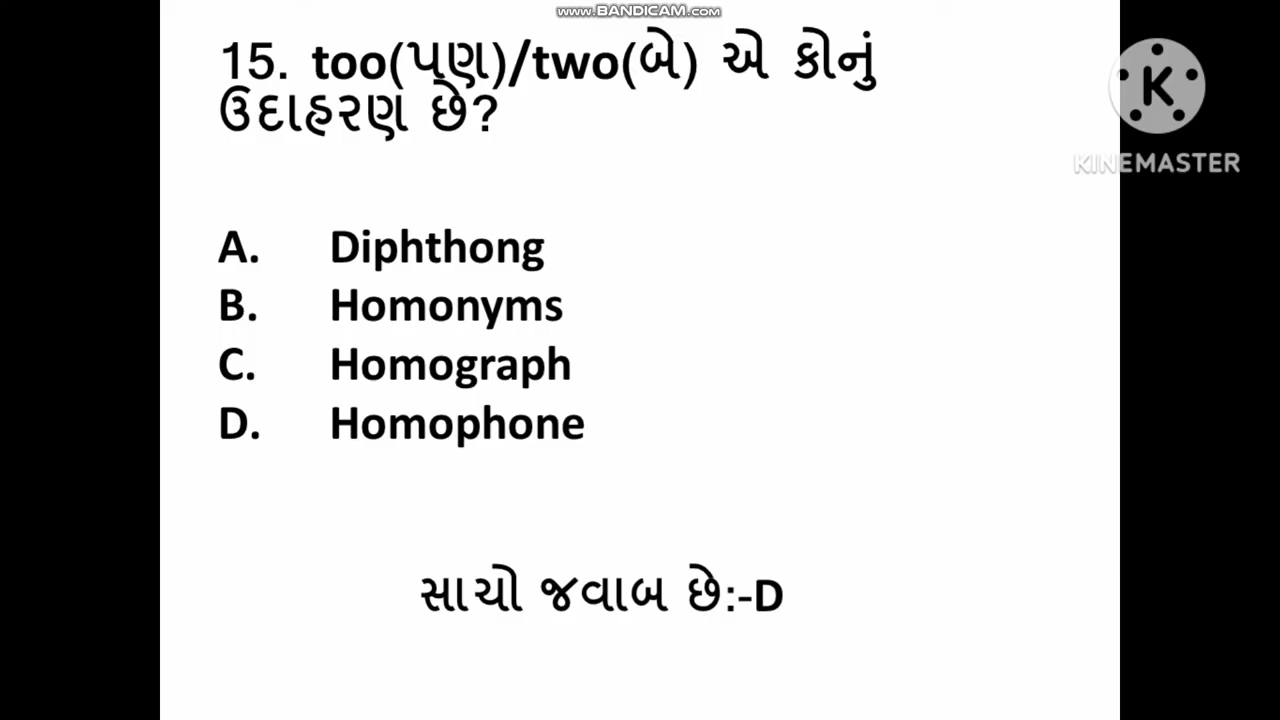 www.BANDICAM.com
15. too(પણ)/two(બે) એ કોનું
ઉદાહરણ છે?
K
KINEMASTER
A. Diphthong
B. Homonyms
C. Homograph
D. Homophone
સાચો જવાબ છે:-D